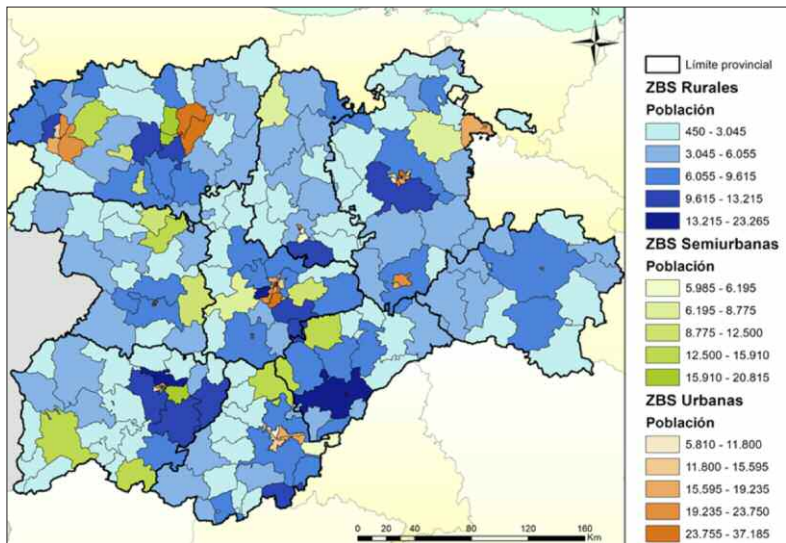 N
Límite provincial
ZBS Rurales
Población
450 - 3.045
3.045 - 6.055
6.055 - 9.615
9.615 - 13.215
13.215 - 23.265
ZBS Semiurbanas
Población
5.985 - 6.195
6.195 - 8.775
8.775 - 12.500
12.500 - 15.910
15.910 - 20.815
ZBS Urbanas
Población
5.810 - 11.800
11.800 - 15.595
15.595 - 19.235
19.235 - 23.750
23.755 - 37.185
0 20 40 80 120 160
Km